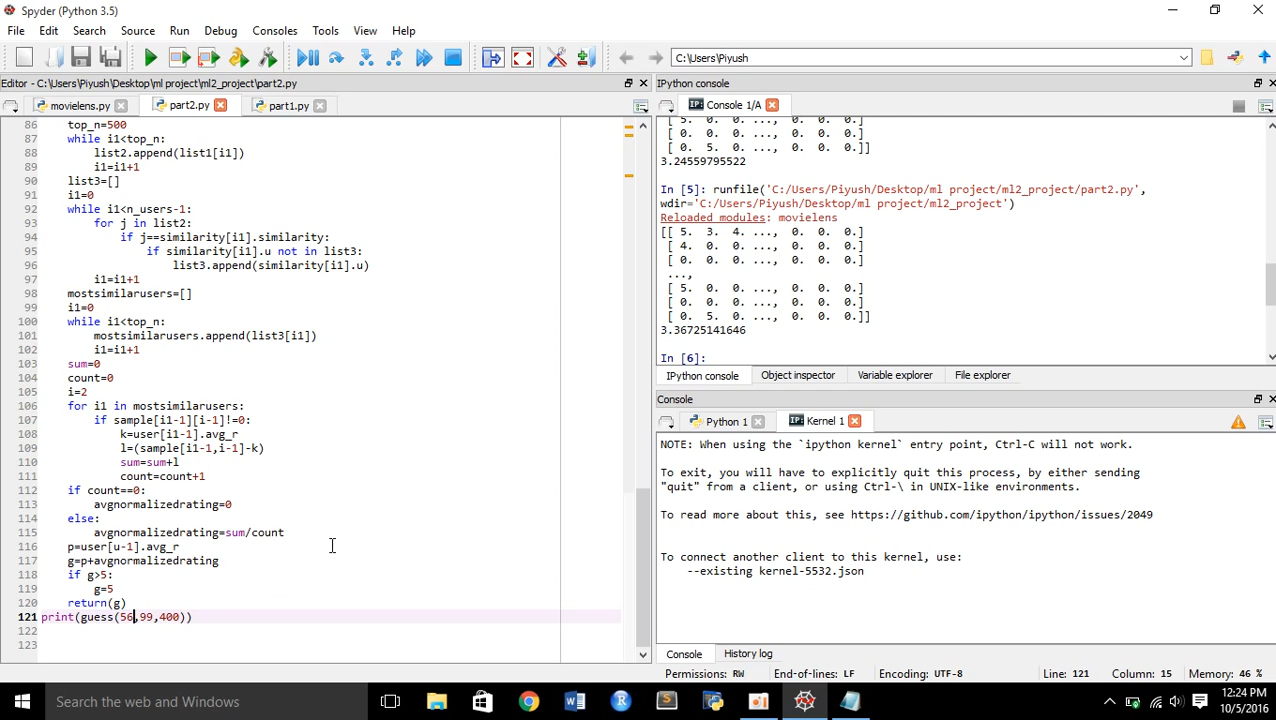 Spyder (Python 3.5)
File Edit Search Source Run Debug Consoles Tools View Help
C:\Users\Piyush
Editor - C:\Users\Piyush\Desktop\ml project\ml2_project\part2.py
movielens.py part2.py part1.py
86 top_n=500
87 while i1<top_n:
88 list2.append(list1[i1])
89 i1=i1+1
90 list3=[]
91 i1=0
92 while i1<n_users-1:
93 for j in list2:
94 if j==similarity[i1].similarity:
95 if similarity[i1].u not in list3:
96 list3.append(similarity[i1].u)
97 i1=i1+1
98 mostsimilarusers=[]
99 i1=0
100 while i1<top_n:
101 mostsimilarusers.append(list3[i1])
102 i1=i1+1
103 sum=0
104 count=0
105 i=2
106 for i1 in mostsimilarusers:
107 if sample[i1-1][i-1]!=0:
108 k=user[i1-1].avg_r
109 l=(sample[i1-1,i-1]-k)
110 sum=sum+l
111 count=count+1
112 if count==0:
113 avgnormalizedrating=0
114 else:
115 avgnormalizedrating=sum/count
116 p=user[u-1].avg_r
117 g=p+avgnormalizedrating
118 if g>5:
119 g=5
120 return(g)
121 print(guess(56,99,400))
122
123
IPython console
Console 1/A
[ 5. 0. 0. ..., 0. 0. 0.]
[ 0. 0. 0. ..., 0. 0. 0.]
[ 0. 5. 0. ..., 0. 0. 0.]]
3.24559795522
In [5]: runfile('C:/Users/Piyush/Desktop/ml project/ml2_project/part2.py',
wdir='C:/Users/Piyush/Desktop/ml project/ml2_project')
Reloaded modules: movielens
[[ 5. 3. 4. ..., 0. 0. 0.]
[ 4. 0. 0. ..., 0. 0. 0.]
[ 0. 0. 0. ..., 0. 0. 0.]
...,
[ 5. 0. 0. ..., 0. 0. 0.]
[ 0. 0. 0. ..., 0. 0. 0.]
[ 0. 5. 0. ..., 0. 0. 0.]]
3.36725141646
In [6]:
IPython console Object inspector Variable explorer File explorer
Console
Python 1 Kernel 1
NOTE: When using the `ipython kernel` entry point, Ctrl-C will not work.
To exit, you will have to explicitly quit this process, by either sending
"quit" from a client, or using Ctrl-\ in UNIX-like environments.
To read more about this, see https://github.com/ipython/ipython/issues/2049
To connect another client to this kernel, use:
--existing kernel-5532.json
Console History log
Permissions: RW End-of-lines: LF Encoding: UTF-8 Line: 121 Column: 15 Memory: 46 %
Search the web and Windows
12:24 PM
10/5/2016